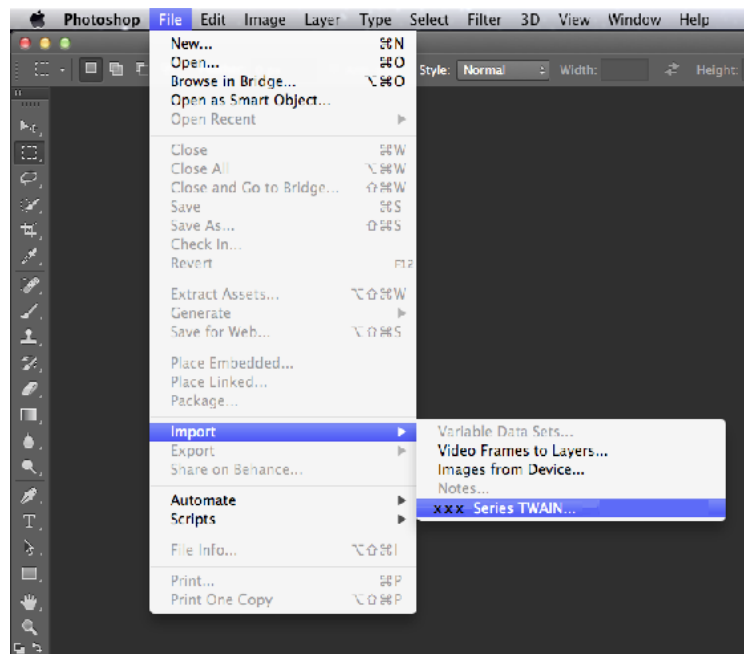 Photoshop File Edit Image Layer Type Select Filter 3D View Window Help
Style: Normal Width: Height:
New... ⌘N
Open... ⌘O
Browse in Bridge... ⌥⌘O
Open as Smart Object...
Open Recent
Close ⌘W
Close All ⌥⌘W
Close and Go to Bridge... ⇧⌘W
Save ⌘S
Save As... ⇧⌘S
Check In...
Revert F12
Extract Assets... ⌥⇧⌘W
Generate
Save for Web... ⌥⇧⌘S
Place Embedded...
Place Linked...
Package...
Import
Export
Share on Behance...
Automate
Scripts
File Info... ⌥⇧⌘I
Print... ⌘P
Print One Copy ⌥⇧⌘P
Variable Data Sets...
Video Frames to Layers...
Images from Device...
Notes...
xxx Series TWAIN...